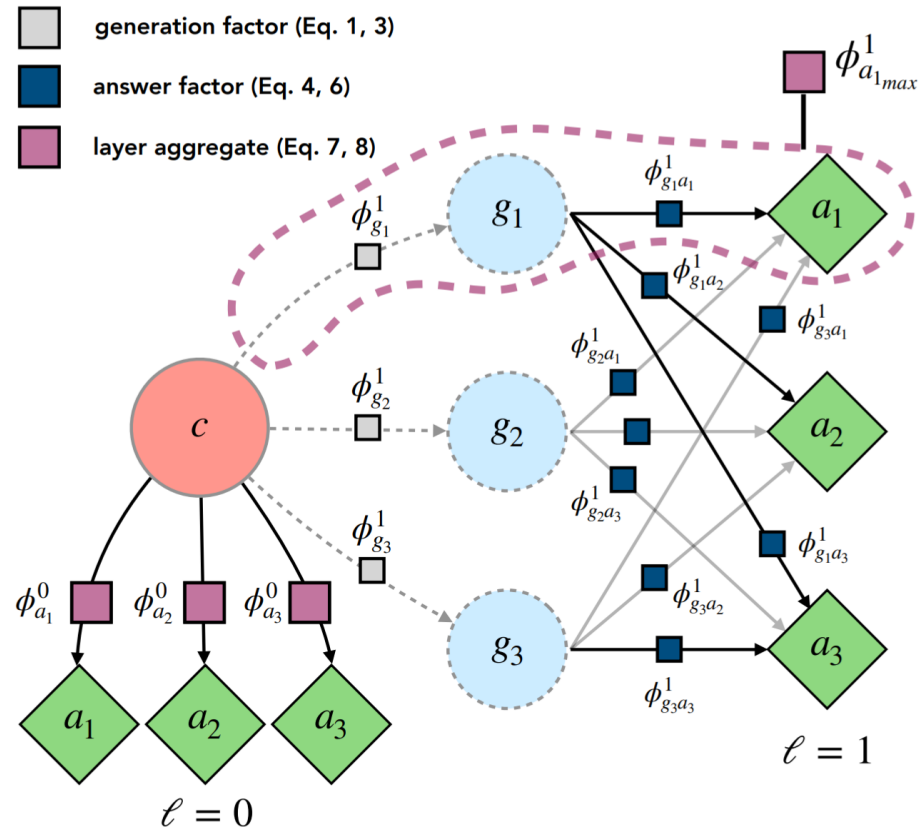 generation factor (Eq. 1, 3)
answer factor (Eq. 4, 6)
layer aggregate (Eq. 7, 8)
ϕ¹a₁max
ϕ¹g₁
g₁
ϕ¹g₁a₁
a₁
ϕ¹g₁a₂
ϕ¹g₃a₁
ϕ¹g₂a₁
c
ϕ¹g₂
g₂
a₂
ϕ¹g₂a₃
ϕ¹g₃
ϕ¹g₁a₃
ϕ⁰a₁ ϕ⁰a₂ ϕ⁰a₃
ϕ¹g₃a₂
g₃
a₃
ϕ¹g₃a₃
a₁ a₂ a₃
ℓ = 1
ℓ = 0